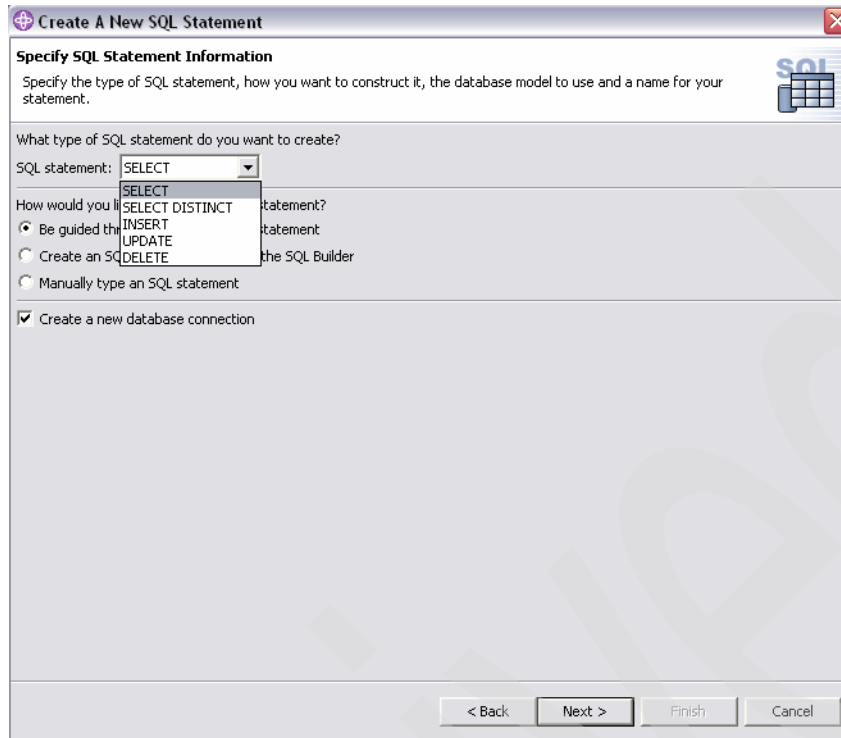 Create A New SQL Statement
Specify SQL Statement Information
Specify the type of SQL statement, how you want to construct it, the database model to use and a name for your
statement.
SQL
What type of SQL statement do you want to create?
SQL statement: SELECT
SELECT
SELECT DISTINCT
INSERT
UPDATE
DELETE
How would you li statement?
Be guided thr statement
Create an SQ the SQL Builder
Manually type an SQL statement
Create a new database connection
< Back Next > Finish Cancel